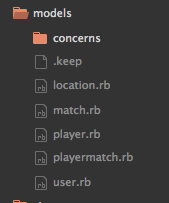 models
concerns
.keep
location.rb
match.rb
player.rb
playermatch.rb
user.rb